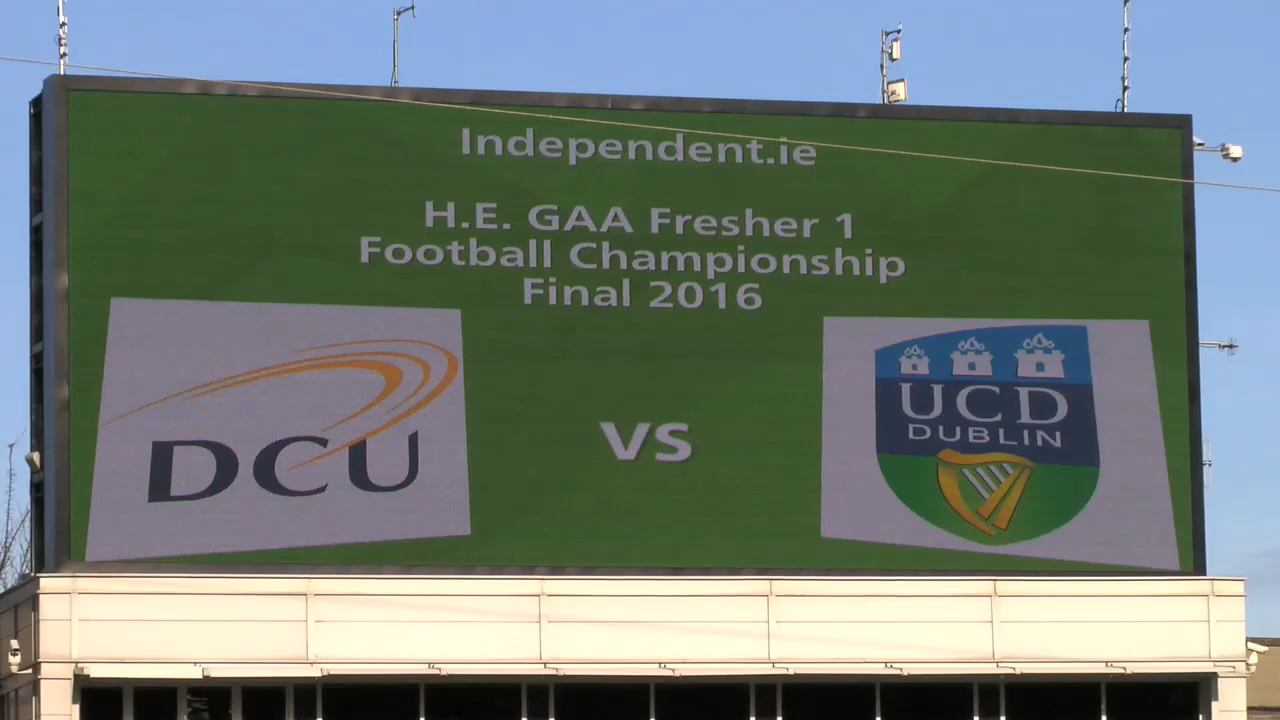 Independent.ie
H.E. GAA Fresher 1
Football Championship
Final 2016
DCU
vs
UCD
DUBLIN